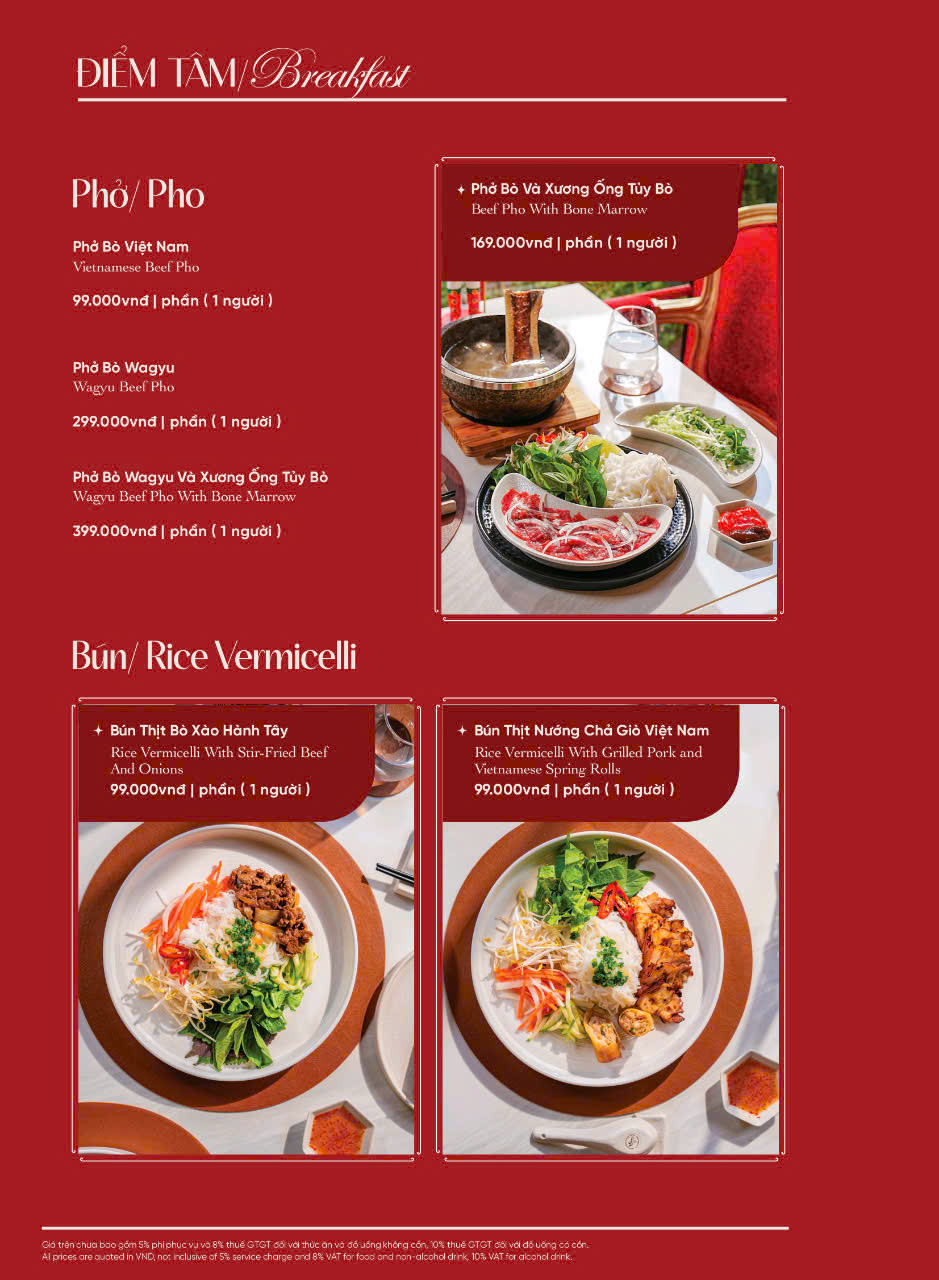 ĐIỂM TÂM/Breakfast
Phở/ Pho
Phở Bò Việt Nam
Vietnamese Beef Pho
99.000vnđ | phần ( 1 người )
Phở Bò Wagyu
Wagyu Beef Pho
299.000vnđ | phần ( 1 người )
Phở Bò Wagyu Và Xương Ống Tủy Bò
Wagyu Beef Pho With Bone Marrow
399.000vnđ | phần ( 1 người )
Phở Bò Và Xương Ống Tủy Bò
Beef Pho With Bone Marrow
169.000vnđ | phần ( 1 người )
Bún/ Rice Vermicelli
Bún Thịt Bò Xào Hành Tây
Rice Vermicelli With Stir-Fried Beef
And Onions
99.000vnđ | phần ( 1 người )
Bún Thịt Nướng Chả Giò Việt Nam
Rice Vermicelli With Grilled Pork and
Vietnamese Spring Rolls
99.000vnđ | phần ( 1 người )
Giá trên chưa bao gồm 5% phí phục vụ và 8% thuế GTGT đối với thức ăn và đồ uống không cồn, 10% thuế GTGT đối với đồ uống có cồn.
All prices are quoted in VND, not inclusive of 5% service charge and 8% VAT for food and non-alcohol drink, 10% VAT for alcohol drink.